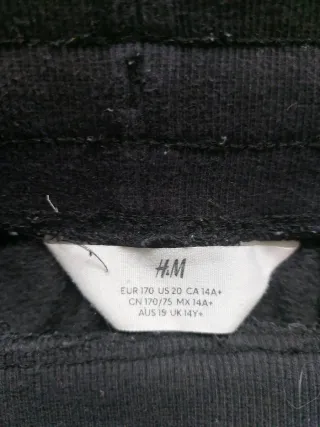 H&M
EUR 170 US 20 CA 14A+
CN 170/75 MX 14A+
AUS 19 UK 14Y+